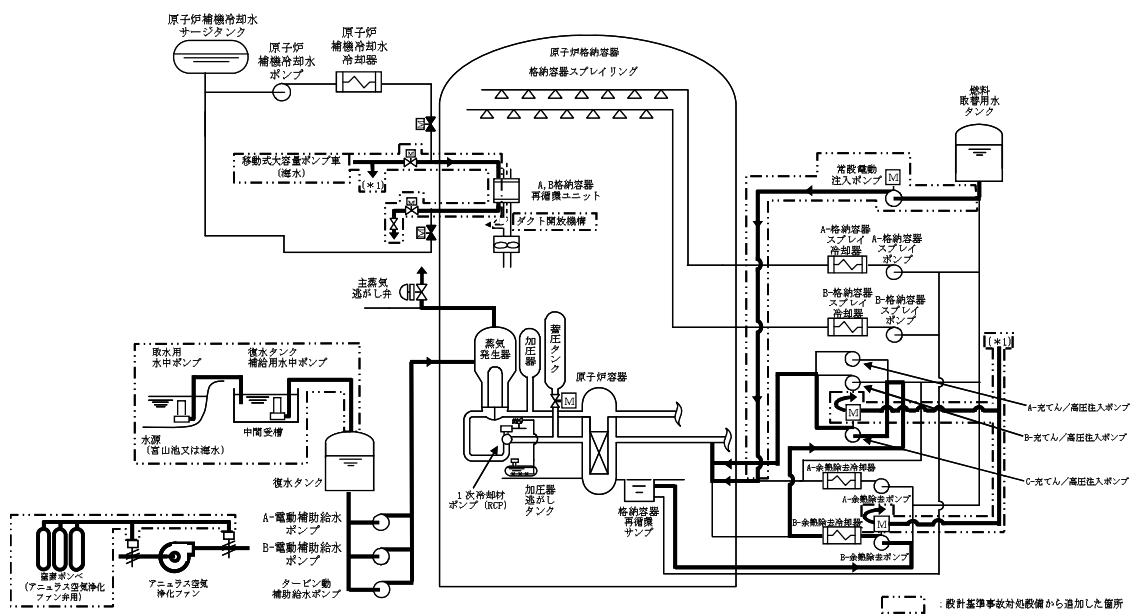 原子炉補機冷却水
サージタンク
原子炉
補機冷却水
ポンプ
原子炉
補機冷却水
冷却器
原子炉格納容器
格納容器スプレイリング
燃料
取替用水
タンク
M
移動式大容量ポンプ車
(海水)
M
(*1)
A,B格納容器
再循環ユニット
M
ダクト開放機構
M
常設電動
注入ポンプ
M
A-格納容器
スプレイ
冷却器
A-格納容器
スプレイ
ポンプ
B-格納容器
スプレイ
冷却器
B-格納容器
スプレイ
ポンプ
主蒸気
逃がし弁
蒸気
発生器
加圧器
蓄圧タンク
M
原子炉容器
(*1)
取水用
水中ポンプ
復水タンク
補給用水中ポンプ
水源
(宮山池又は海水)
中間受槽
復水タンク
1次冷却材
ポンプ(RCP)
加圧器
逃がし
タンク
格納容器
再循環
サンプ
M
A-充てん/高圧注入ポンプ
B-充てん/高圧注入ポンプ
C-充てん/高圧注入ポンプ
A-余熱除去冷却器
A-余熱除去ポンプ
M
B-余熱除去冷却器
B-余熱除去ポンプ
A-電動補助給水
ポンプ
B-電動補助給水
ポンプ
タービン動
補助給水ポンプ
窒素ボンベ
(アニュラス空気浄化
ファン弁用)
アニュラス空気
浄化ファン
:設計基準事故対処設備から追加した箇所